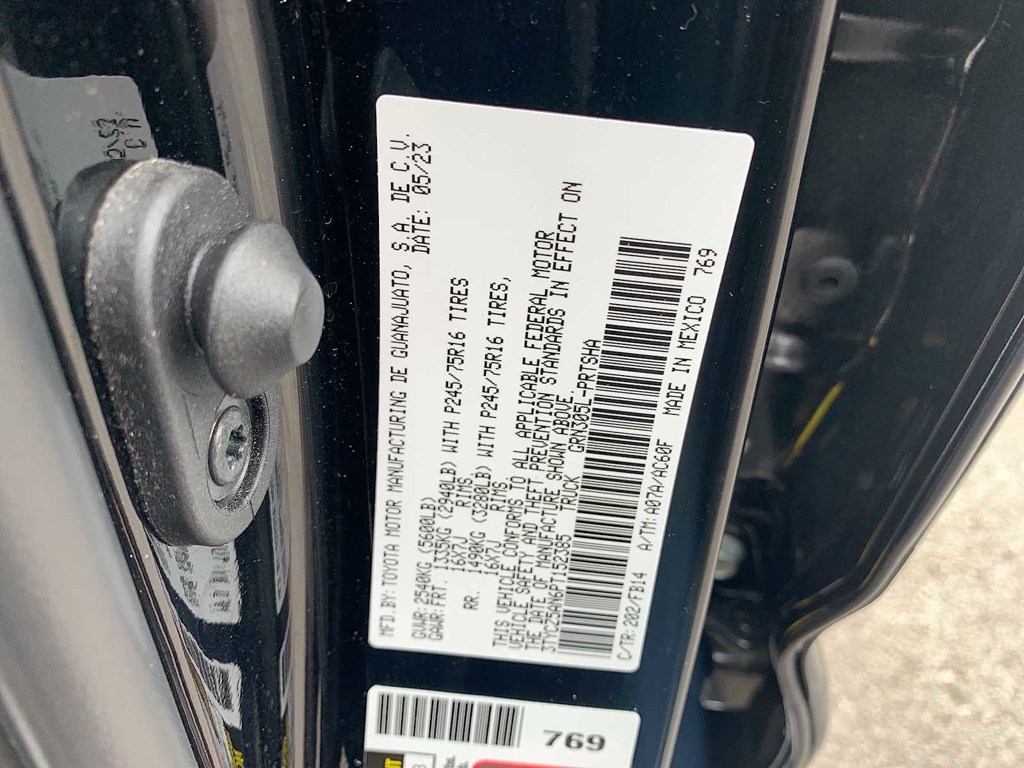 MFD.BY:TOYOTA MOTOR MANUFACTURING DE GUANAJUATO, S.A. DE C.V.
DATE: 05/23
GVWR:2540KG (5600LB)
GAWR:FRT. 1335KG (2940LB) WITH P245/75R16 TIRES
16X7J RIMS
RR. 1490KG (3280LB) WITH P245/75R16 TIRES,
16X7J RIMS.
THIS VEHICLE CONFORMS TO ALL APPLICABLE FEDERAL MOTOR
VEHICLE SAFETY AND THEFT PREVENTION STANDARDS IN EFFECT ON
THE DATE OF MANUFACTURE SHOWN ABOVE.
3TYCZ5AN6PT152385 TRUCK GRN305L-PRTSHA
C/TR:202/FB14 A/TM:A07A/AC60F MADE IN MEXICO 769
769